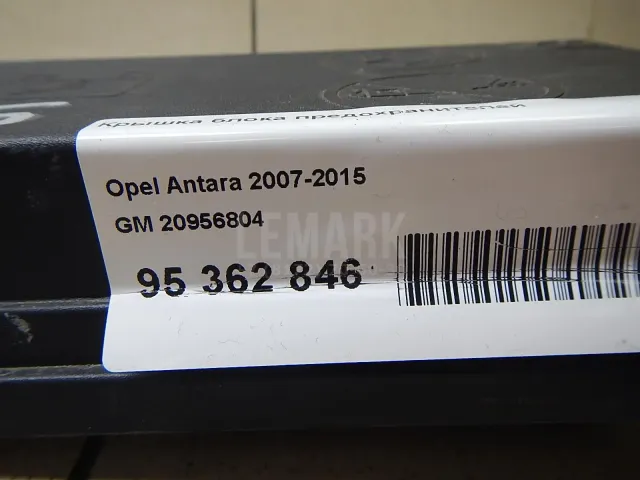 Крышка блока предохранителей
Opel Antara 2007-2015
GM 20956804
LEMARK
95 362 846